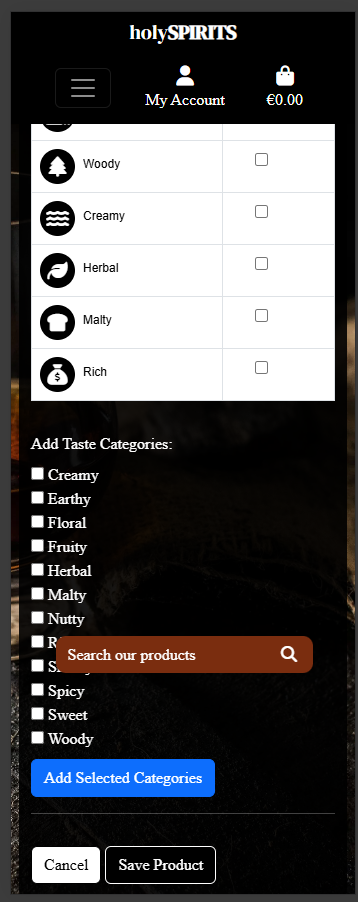 holySPIRITS
My Account
€0.00
Woody
Creamy
Herbal
Malty
Rich
Add Taste Categories:
Creamy
Earthy
Floral
Fruity
Herbal
Malty
Nutty
Search our products
Spicy
Sweet
Woody
Add Selected Categories
Cancel
Save Product